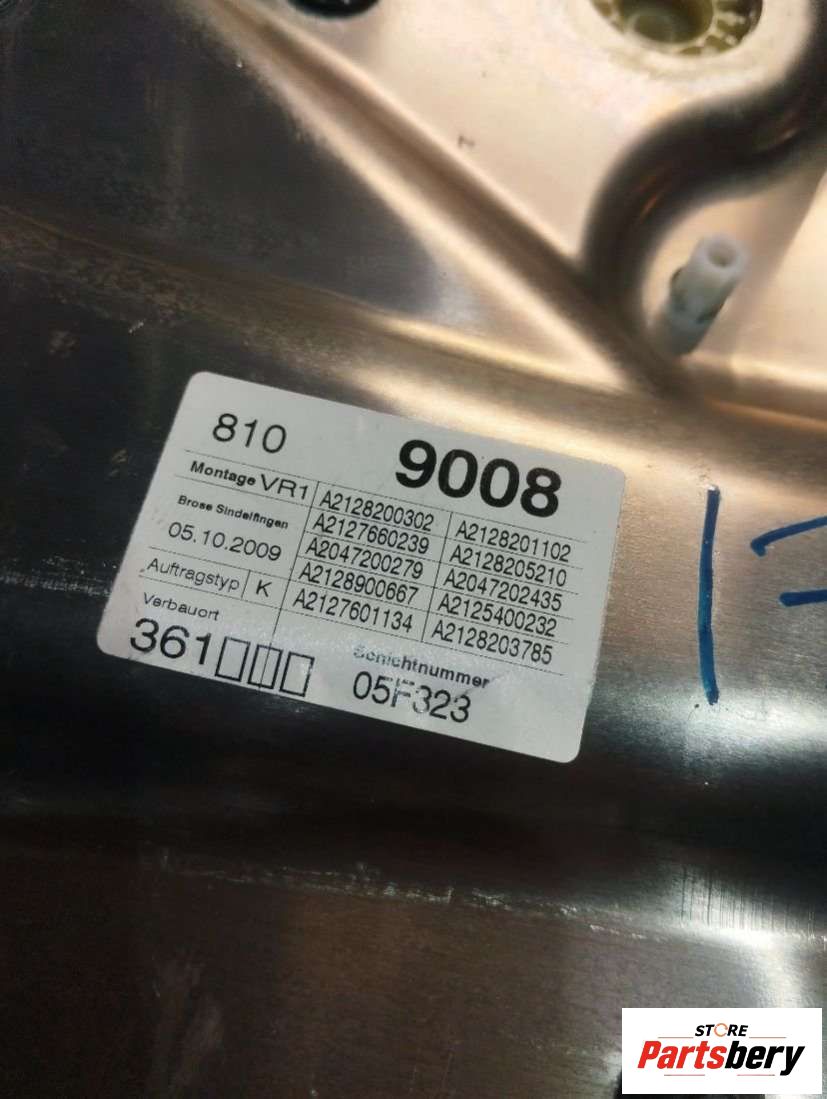 810 9008
Montage VR1
A2128200302 A2128201102
Brose Sindelfingen
A2127660239 A2128205210
05.10.2009
A2047200279 A2047202435
Auftragstyp K
A2128900667 A2125400232
Verbauort
A2127601134 A2128203785
361
Schichtnummer
05F323
STORE
Partsbery